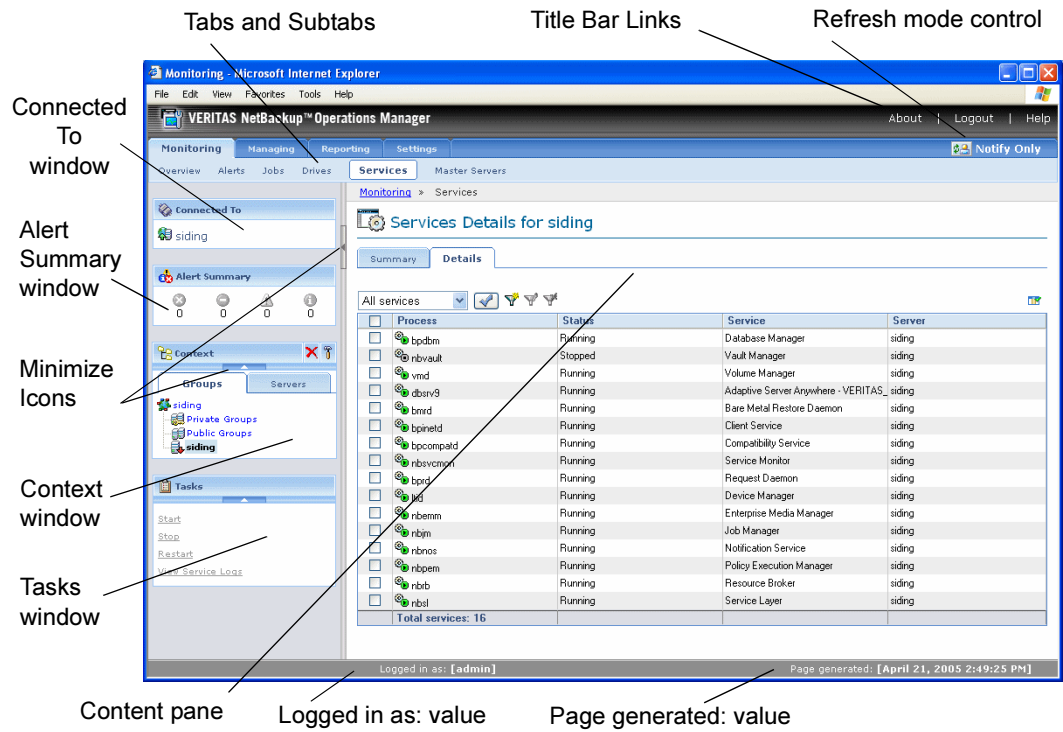 Tabs and Subtabs
Title Bar Links
Refresh mode control
Connected
To
window
Alert
Summary
window
Minimize
Icons
Context
window
Tasks
window
Monitoring - Microsoft Internet Explorer
File Edit View Favorites Tools Help
VERITAS NetBackup™ Operations Manager
About | Logout | Help
Monitoring Managing Reporting Settings
Notify Only
Overview Alerts Jobs Drives Services Master Servers
Monitoring » Services
Connected To
siding
Alert Summary
0 0 0 0
Context
Groups Servers
siding
Private Groups
Public Groups
siding
Tasks
Start
Stop
Restart
View Service Logs
Services Details for siding
Summary Details
All services
Process Status Service Server
bpdbm Running Database Manager siding
nbvault Stopped Vault Manager siding
vmd Running Volume Manager siding
dbsrv9 Running Adaptive Server Anywhere - VERITAS_ siding
bmrd Running Bare Metal Restore Daemon siding
bpinetd Running Client Service siding
bpcompatd Running Compatibility Service siding
nbsvcmon Running Service Monitor siding
bprd Running Request Daemon siding
ltid Running Device Manager siding
nbemm Running Enterprise Media Manager siding
nbjm Running Job Manager siding
nbnos Running Notification Service siding
nbpem Running Policy Execution Manager siding
nbrb Running Resource Broker siding
nbsl Running Service Layer siding
Total services: 16
Logged in as: [admin]
Page generated: [April 21, 2005 2:49:25 PM]
Content pane
Logged in as: value
Page generated: value